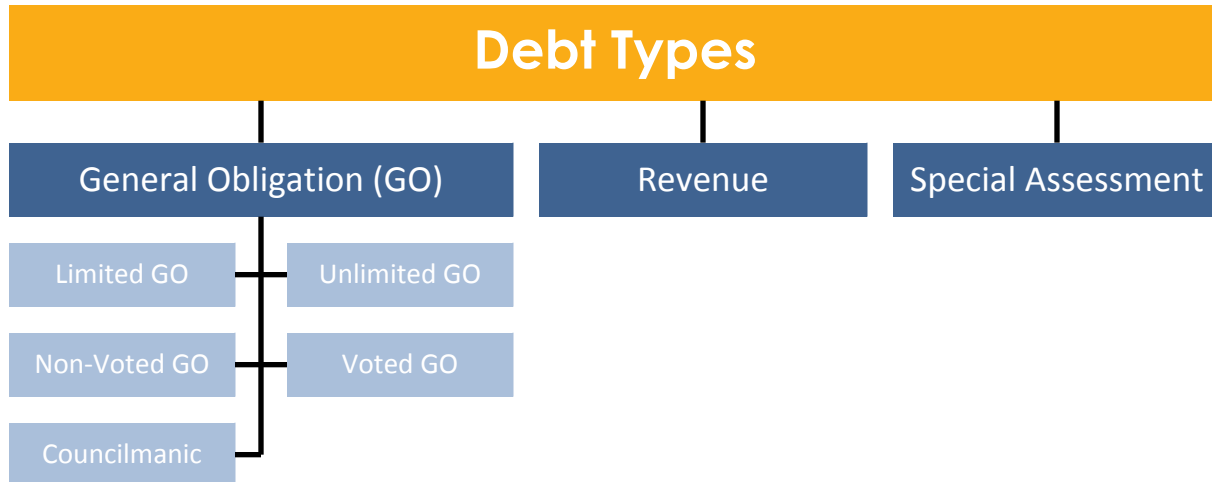 Debt Types
General Obligation (GO)
Revenue
Special Assessment
Limited GO
Unlimited GO
Non-Voted GO
Voted GO
Councilmanic